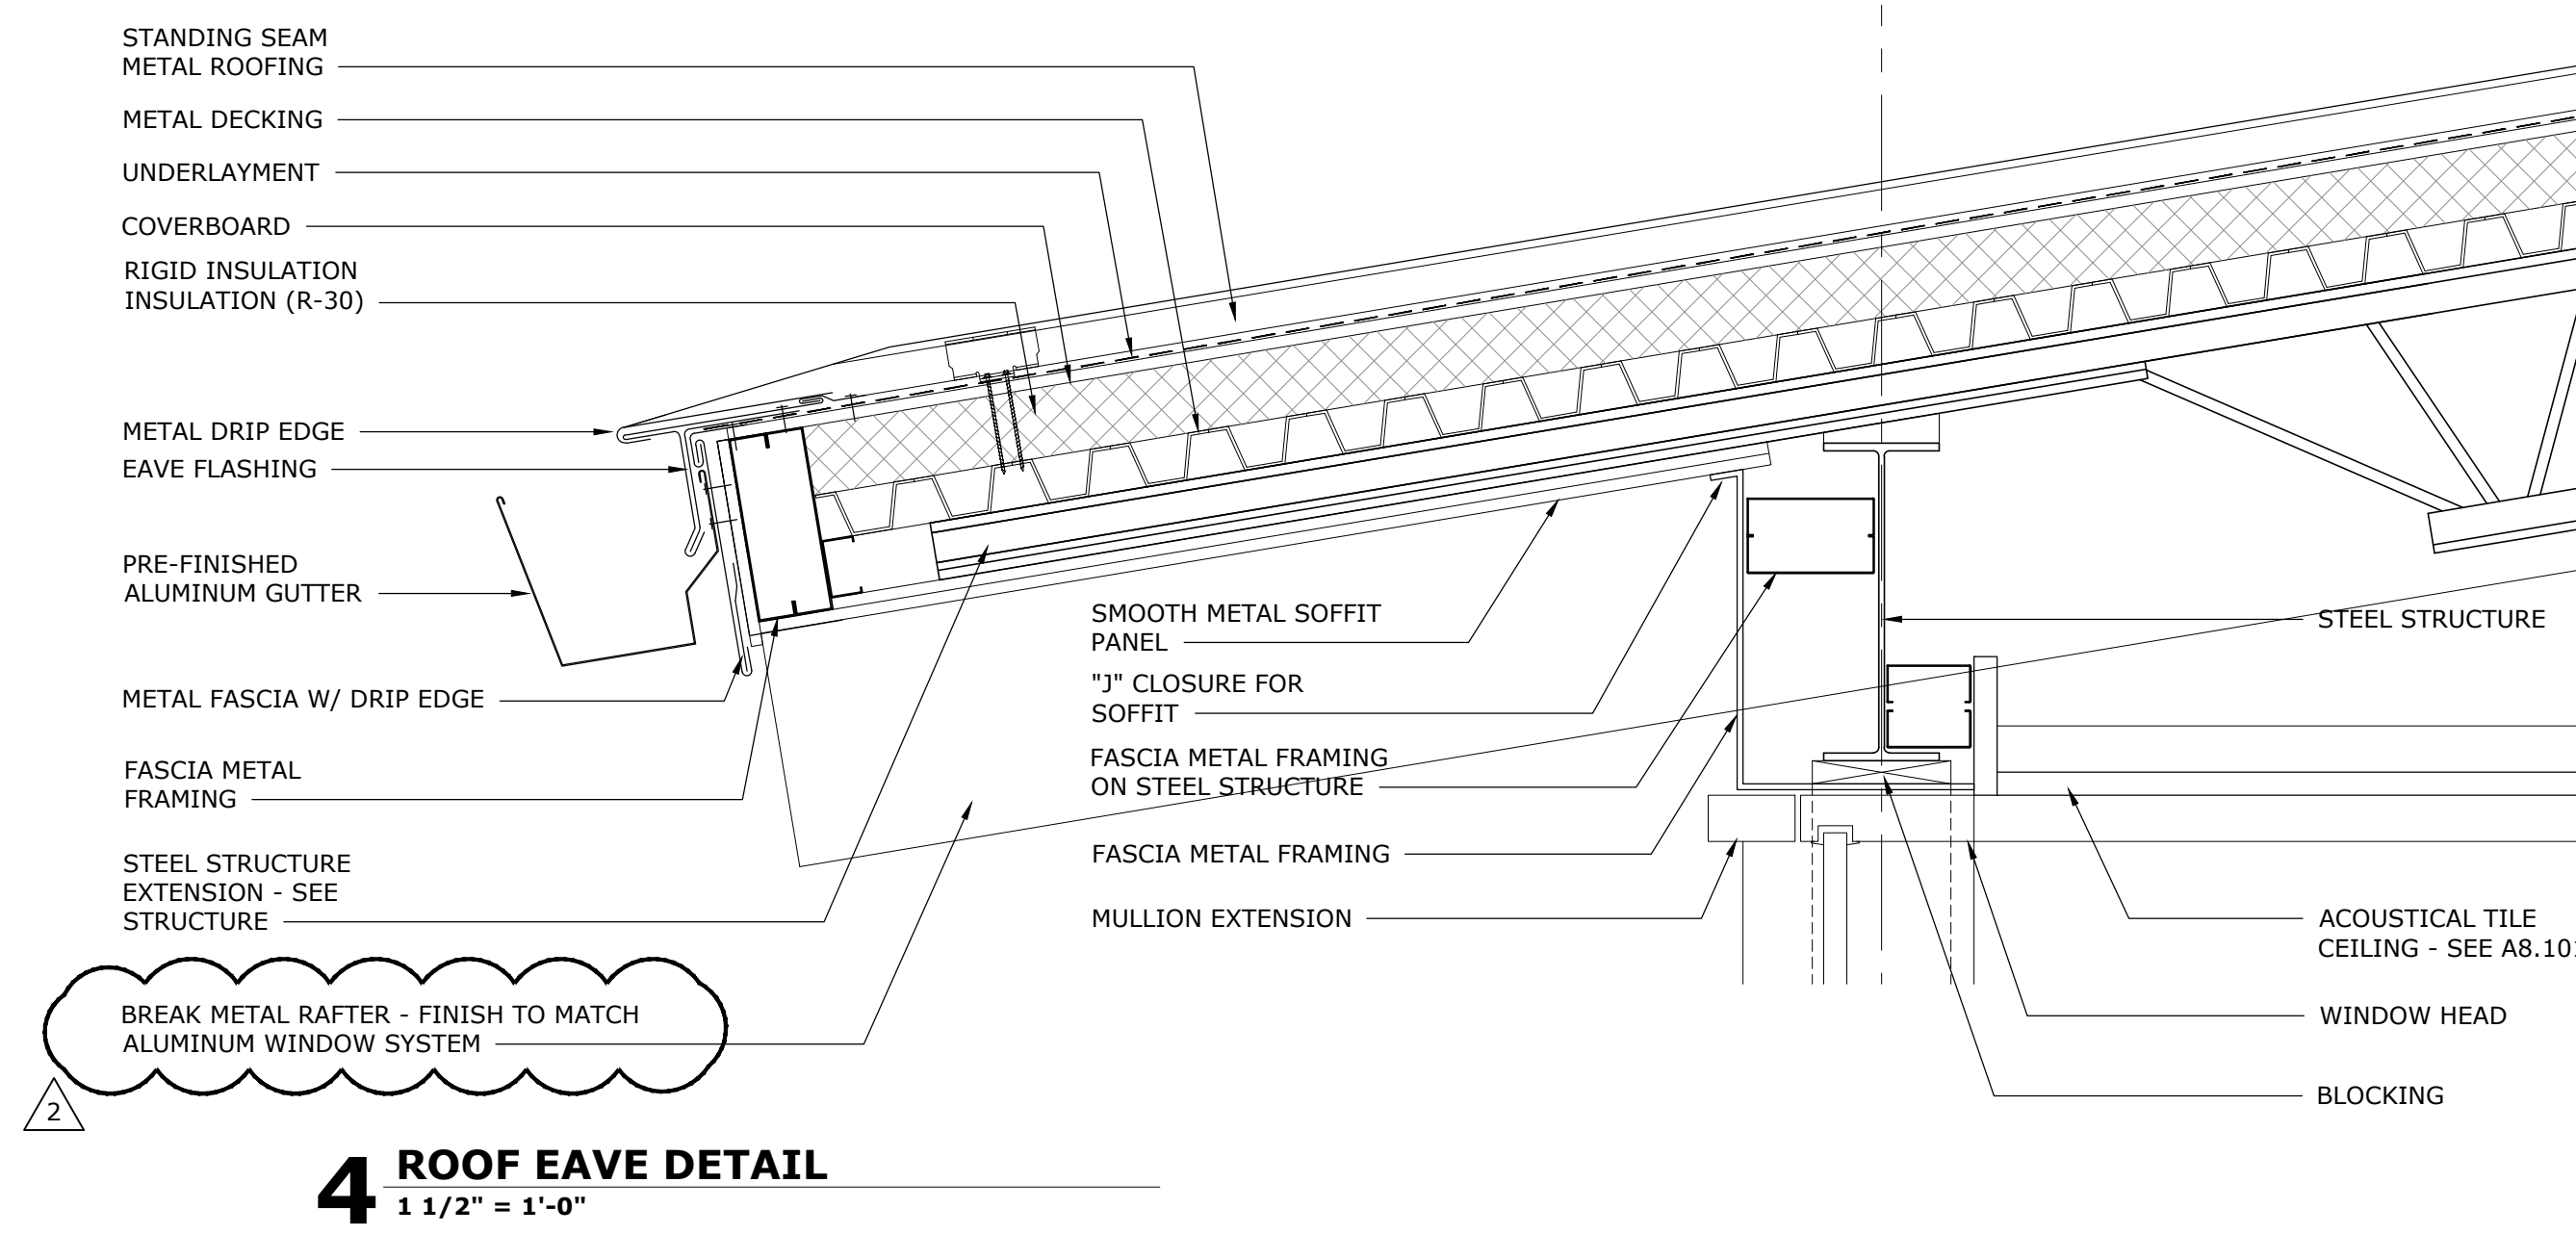 STANDING SEAM
METAL ROOFING
METAL DECKING
UNDERLAYMENT
COVERBOARD
RIGID INSULATION
INSULATION (R-30)
METAL DRIP EDGE
EAVE FLASHING
PRE-FINISHED
ALUMINUM GUTTER
METAL FASCIA W/ DRIP EDGE
FASCIA METAL
FRAMING
STEEL STRUCTURE
EXTENSION - SEE
STRUCTURE
BREAK METAL RAFTER - FINISH TO MATCH
ALUMINUM WINDOW SYSTEM
2
SMOOTH METAL SOFFIT
PANEL
"J" CLOSURE FOR
SOFFIT
FASCIA METAL FRAMING
ON STEEL STRUCTURE
FASCIA METAL FRAMING
MULLION EXTENSION
STEEL STRUCTURE
ACOUSTICAL TILE
CEILING - SEE A8.101
WINDOW HEAD
BLOCKING
4 ROOF EAVE DETAIL
1 1/2" = 1'-0"